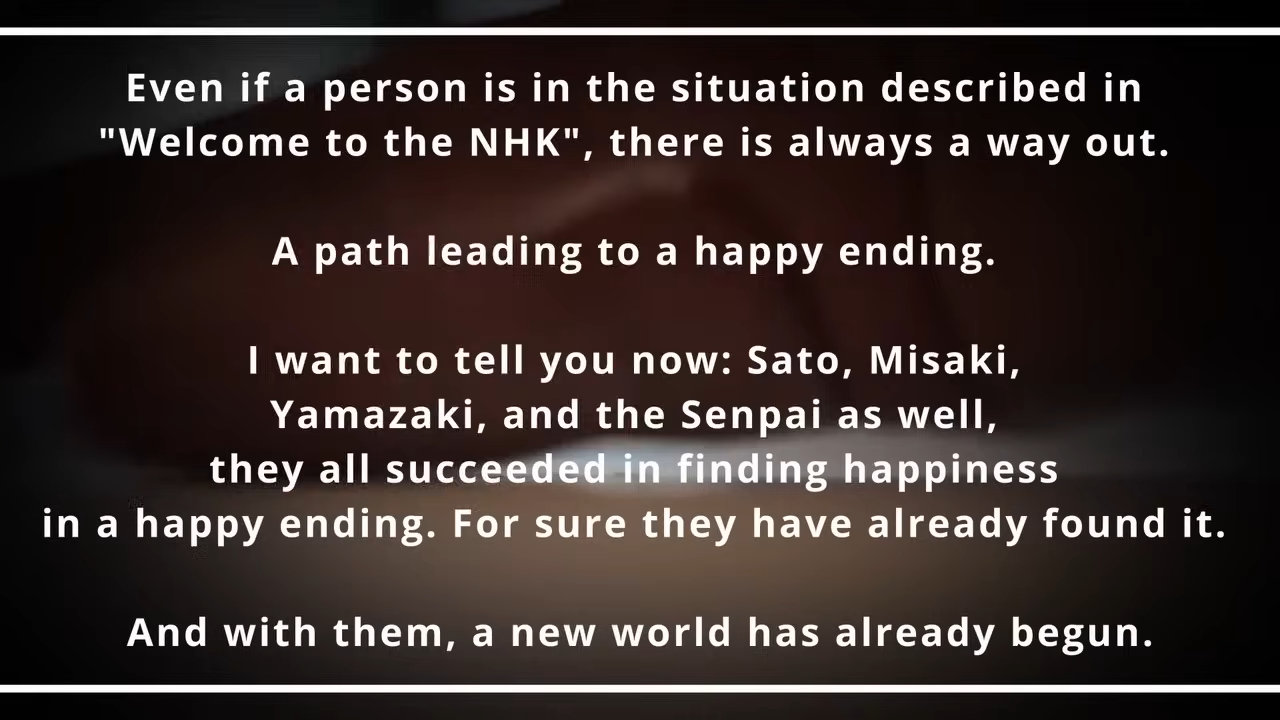 Even if a person is in the situation described in
"Welcome to the NHK", there is always a way out.
A path leading to a happy ending.
I want to tell you now: Sato, Misaki,
Yamazaki, and the Senpai as well,
they all succeeded in finding happiness
in a happy ending. For sure they have already found it.
And with them, a new world has already begun.